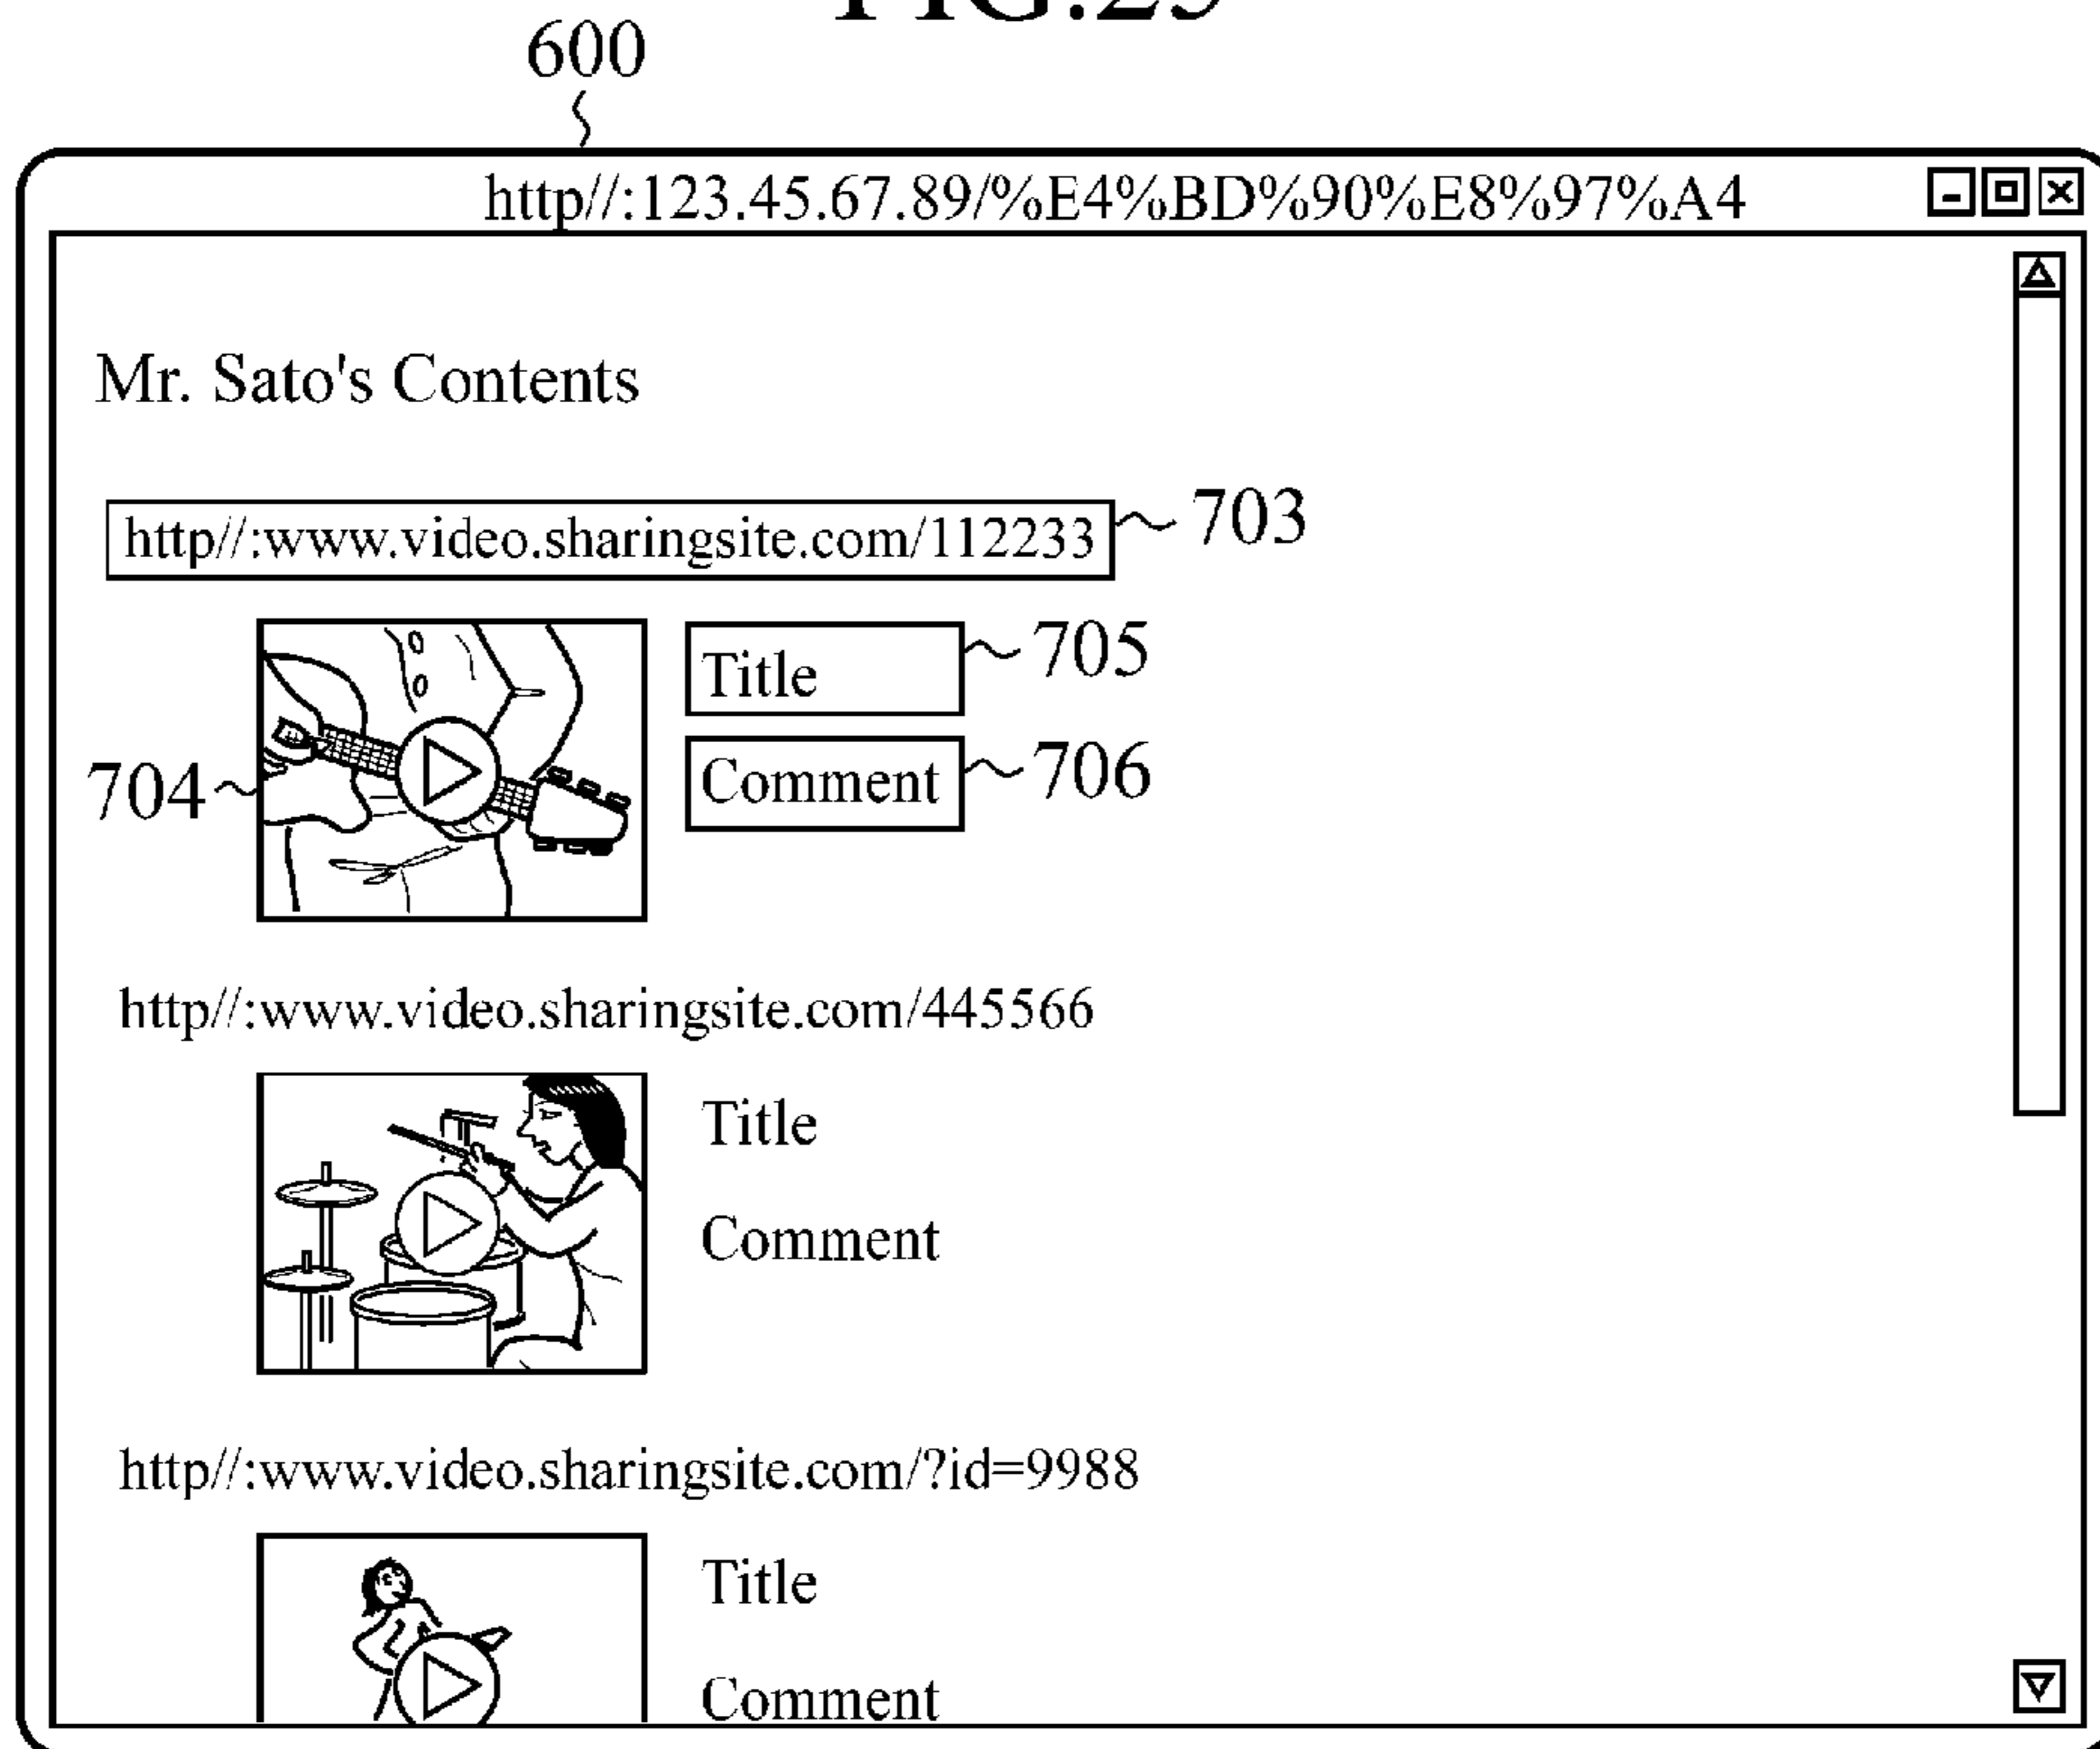 600
http//:123.45.67.89/%E4%BD%90%E8%97%A4
Mr. Sato's Contents
http//:www.video.sharingsite.com/112233 703
Title 705
Comment 706
704
http//:www.video.sharingsite.com/445566
Title
Comment
http//:www.video.sharingsite.com/?id=9988
Title
Comment